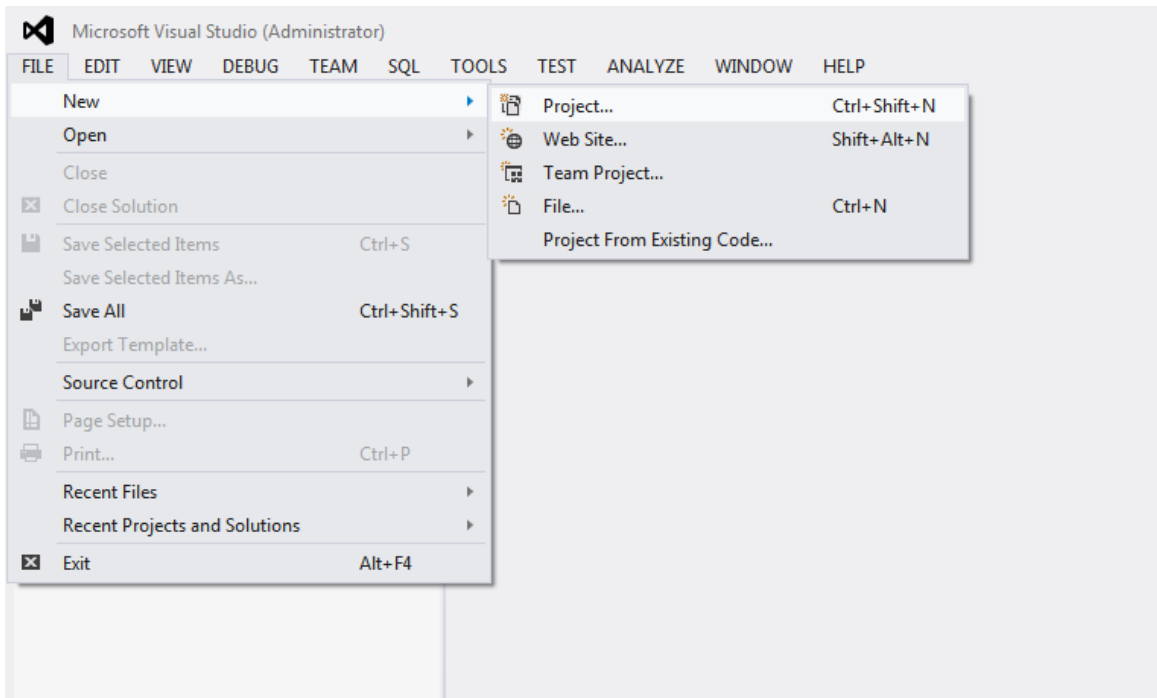 Microsoft Visual Studio (Administrator)
FILE EDIT VIEW DEBUG TEAM SQL TOOLS TEST ANALYZE WINDOW HELP
New
Open
Close
Close Solution
Save Selected Items Ctrl+S
Save Selected Items As...
Save All Ctrl+Shift+S
Export Template...
Source Control
Page Setup...
Print... Ctrl+P
Recent Files
Recent Projects and Solutions
Exit Alt+F4
Project... Ctrl+Shift+N
Web Site... Shift+Alt+N
Team Project...
File... Ctrl+N
Project From Existing Code...